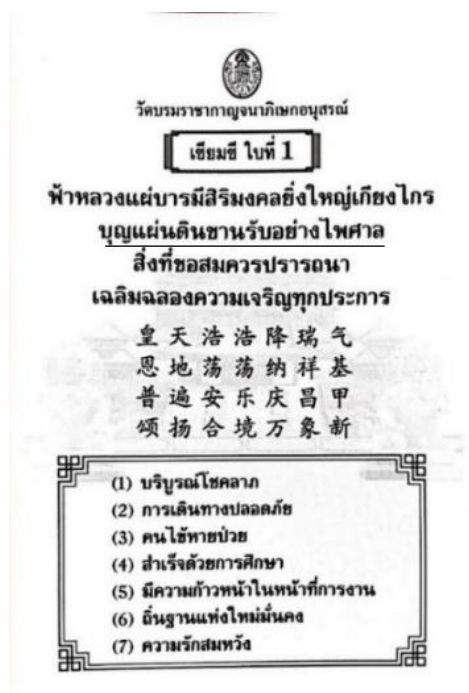 วัดบรมราชากาญจนาภิเษกอนุสรณ์
เซียมซี ใบที่ 1
ฟ้าหลวงแผ่บารมีสิริมงคลยิ่งใหญ่เกียงไกร
บุญแผ่นดินขานรับอย่างไพศาล
สิ่งที่ขอสมควรปรารถนา
เฉลิมฉลองความเจริญทุกประการ
皇天浩浩降瑞气
恩地荡荡纳祥基
普遍安乐庆昌甲
颂扬合境万象新
(1) บริบูรณ์โชคลาภ
(2) การเดินทางปลอดภัย
(3) คนไข้หายป่วย
(4) สำเร็จด้วยการศึกษา
(5) มีความก้าวหน้าในหน้าที่การงาน
(6) ถิ่นฐานแห่งใหม่มั่นคง
(7) ความรักสมหวัง